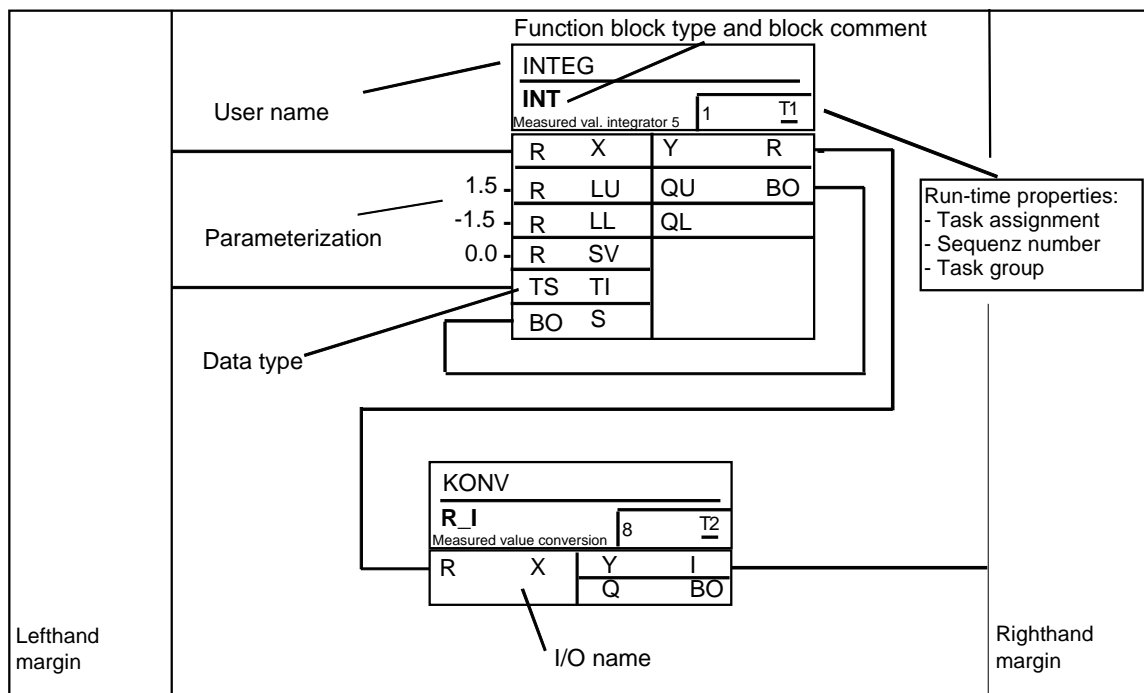 Function block type and block comment
INTEG
INT
Measured val. integrator 5
1 T1
User name
R X Y R
1.5 R LU QU BO
-1.5 R LL QL
0.0 R SV
TS TI
BO S
Parameterization
Data type
Run-time properties:
- Task assignment
- Sequenz number
- Task group
KONV
R_I
Measured value conversion
8 T2
R X Y I
Q BO
I/O name
Lefthand
margin
Righthand
margin